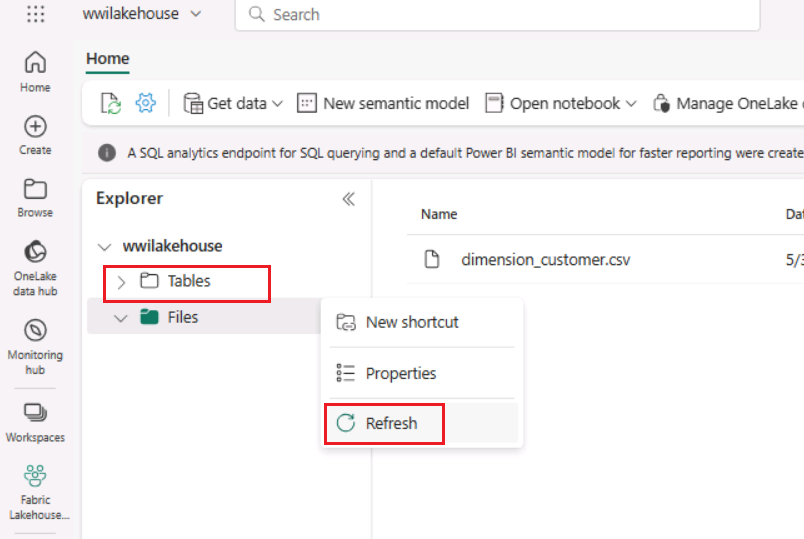 wwilakehouse
Search
Home
Create
Browse
OneLake
data hub
Monitoring
hub
Workspaces
Fabric
Lakehouse...
Home
Get data
New semantic model
Open notebook
Manage OneLake
A SQL analytics endpoint for SQL querying and a default Power BI semantic model for faster reporting were create
Explorer
wwilakehouse
Tables
Files
New shortcut
Properties
Refresh
Name
dimension_customer.csv
5/3